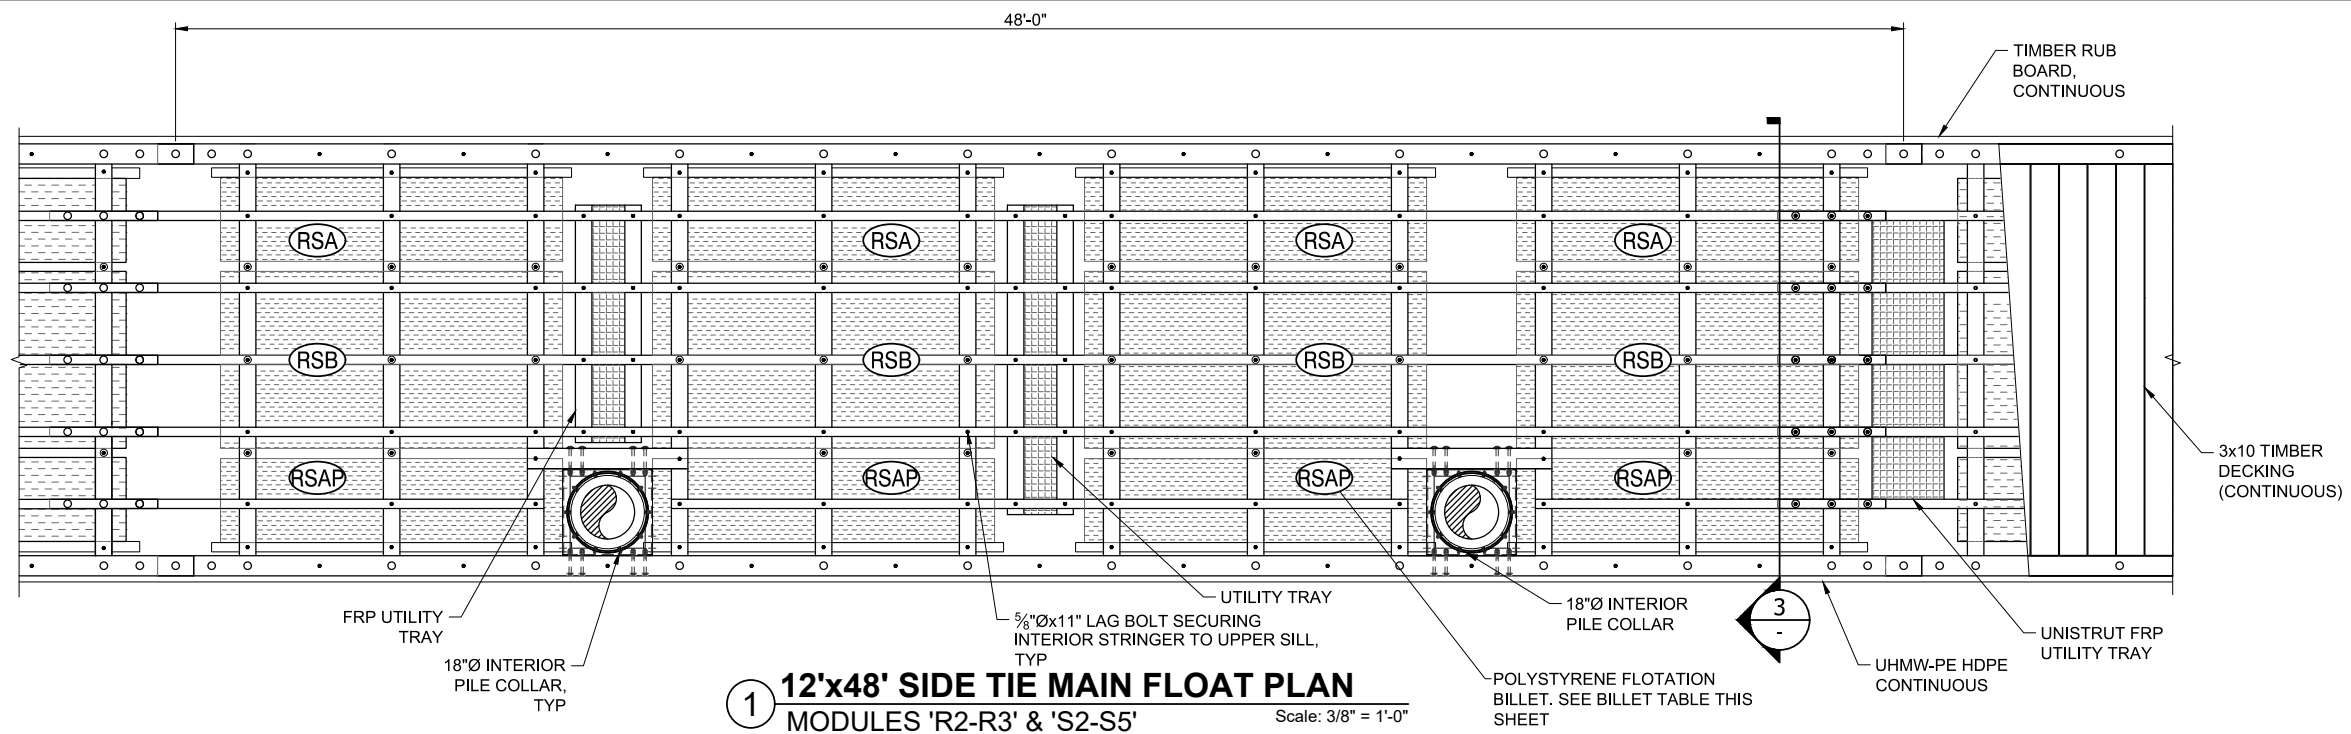 48'-0"
TIMBER RUB
BOARD,
CONTINUOUS
RSA
RSA
RSA
RSA
RSB
RSB
RSB
RSB
RSAP
RSAP
RSAP
RSAP
3x10 TIMBER
DECKING
(CONTINUOUS)
FRP UTILITY
TRAY
18"Ø INTERIOR
PILE COLLAR,
TYP
UTILITY TRAY
⅝"Øx11" LAG BOLT SECURING
INTERIOR STRINGER TO UPPER SILL,
TYP
18"Ø INTERIOR
PILE COLLAR
3
-
UNISTRUT FRP
UTILITY TRAY
UHMW-PE HDPE
CONTINUOUS
POLYSTYRENE FLOTATION
BILLET. SEE BILLET TABLE THIS
SHEET
1
12'x48' SIDE TIE MAIN FLOAT PLAN
MODULES 'R2-R3' & 'S2-S5'
Scale: 3/8" = 1'-0"